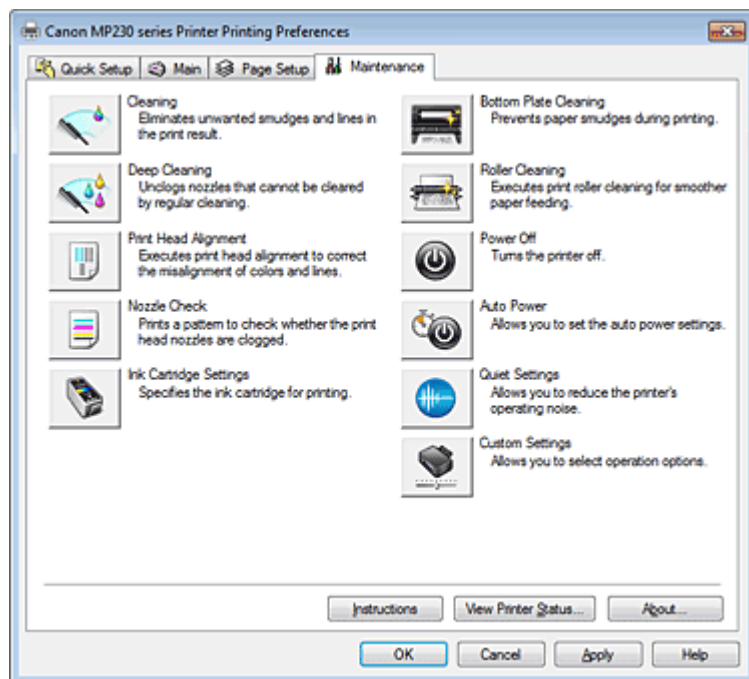 Canon MP230 series Printer Printing Preferences
Quick Setup
Main
Page Setup
Maintenance
Cleaning
Eliminates unwanted smudges and lines in
the print result.
Deep Cleaning
Unclogs nozzles that cannot be cleared
by regular cleaning.
Print Head Alignment
Executes print head alignment to correct
the misalignment of colors and lines.
Nozzle Check
Prints a pattern to check whether the print
head nozzles are clogged.
Ink Cartridge Settings
Specifies the ink cartridge for printing.
Bottom Plate Cleaning
Prevents paper smudges during printing.
Roller Cleaning
Executes print roller cleaning for smoother
paper feeding.
Power Off
Turns the printer off.
Auto Power
Allows you to set the auto power settings.
Quiet Settings
Allows you to reduce the printer's
operating noise.
Custom Settings
Allows you to select operation options.
Instructions
View Printer Status...
About...
OK
Cancel
Apply
Help